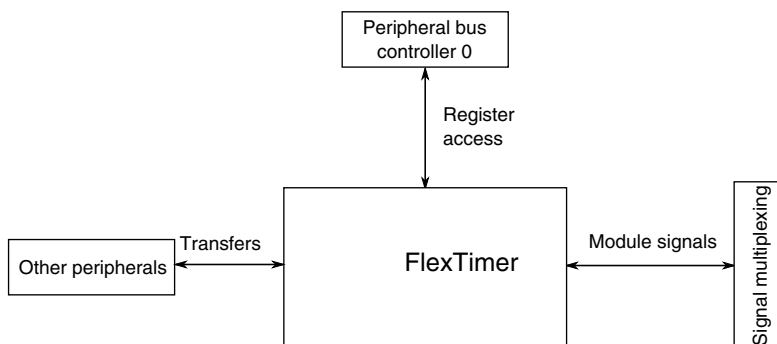 Peripheral bus
controller 0
Register
access
Transfers
Other peripherals
FlexTimer
Module signals
Signal multiplexing